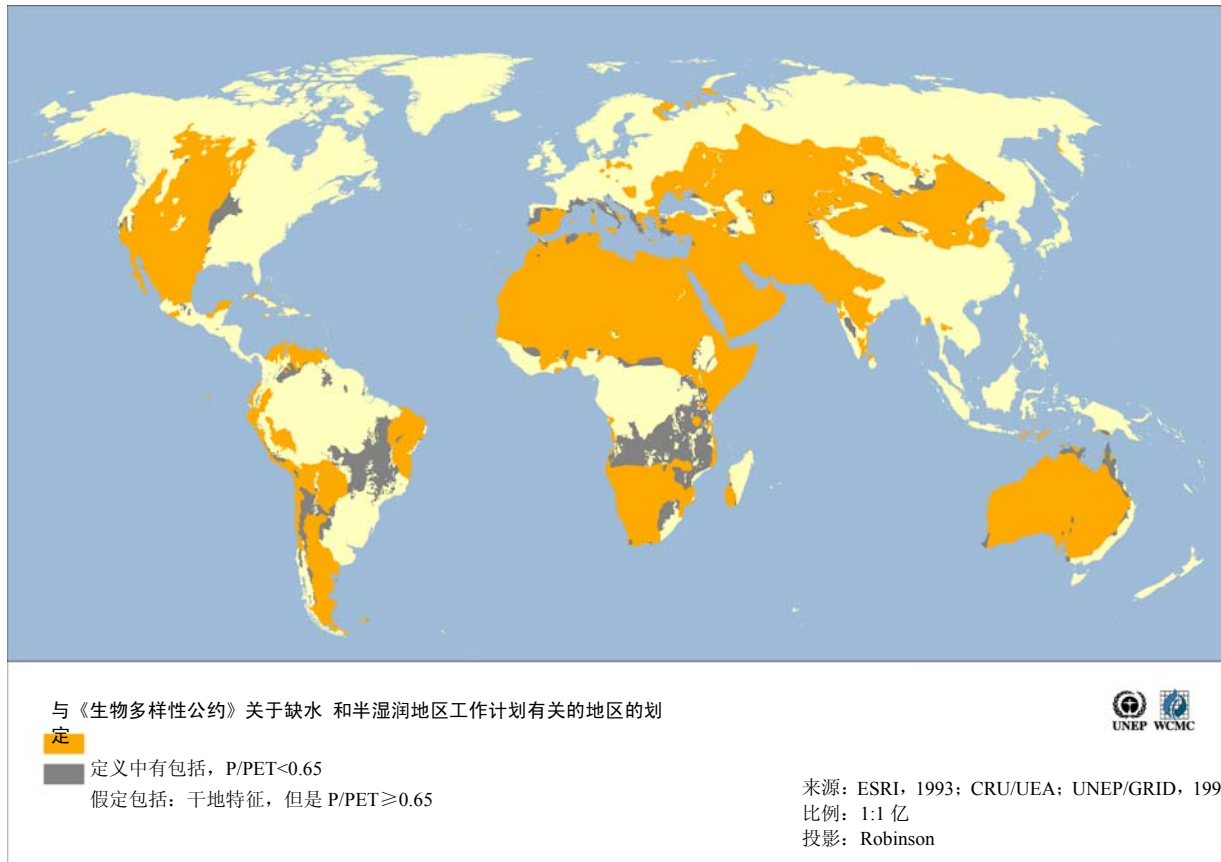 与《生物多样性公约》关于缺水 和半湿润地区工作计划有关的地区的划
定
定义中有包括，P/PET<0.65
假定包括：干地特征，但是 P/PET≥0.65
UNEP WCMC
来源：ESRI，1993；CRU/UEA；UNEP/GRID，199
比例：1:1 亿
投影：Robinson